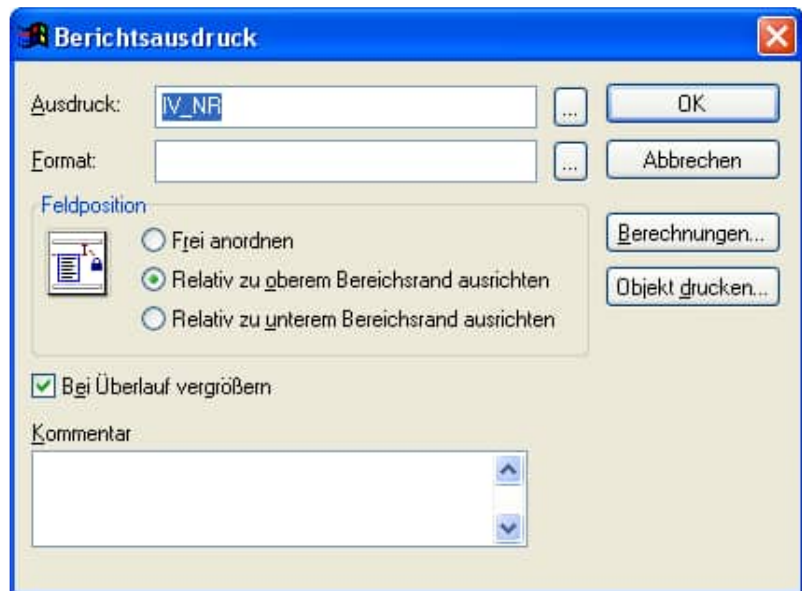 Berichtsausdruck
Ausdruck: IV_NR ... OK
Format: ... Abbrechen
Feldposition
Frei anordnen
Relativ zu oberem Bereichsrand ausrichten
Relativ zu unterem Bereichsrand ausrichten
Berechnungen...
Objekt drucken...
Bei Überlauf vergrößern
Kommentar